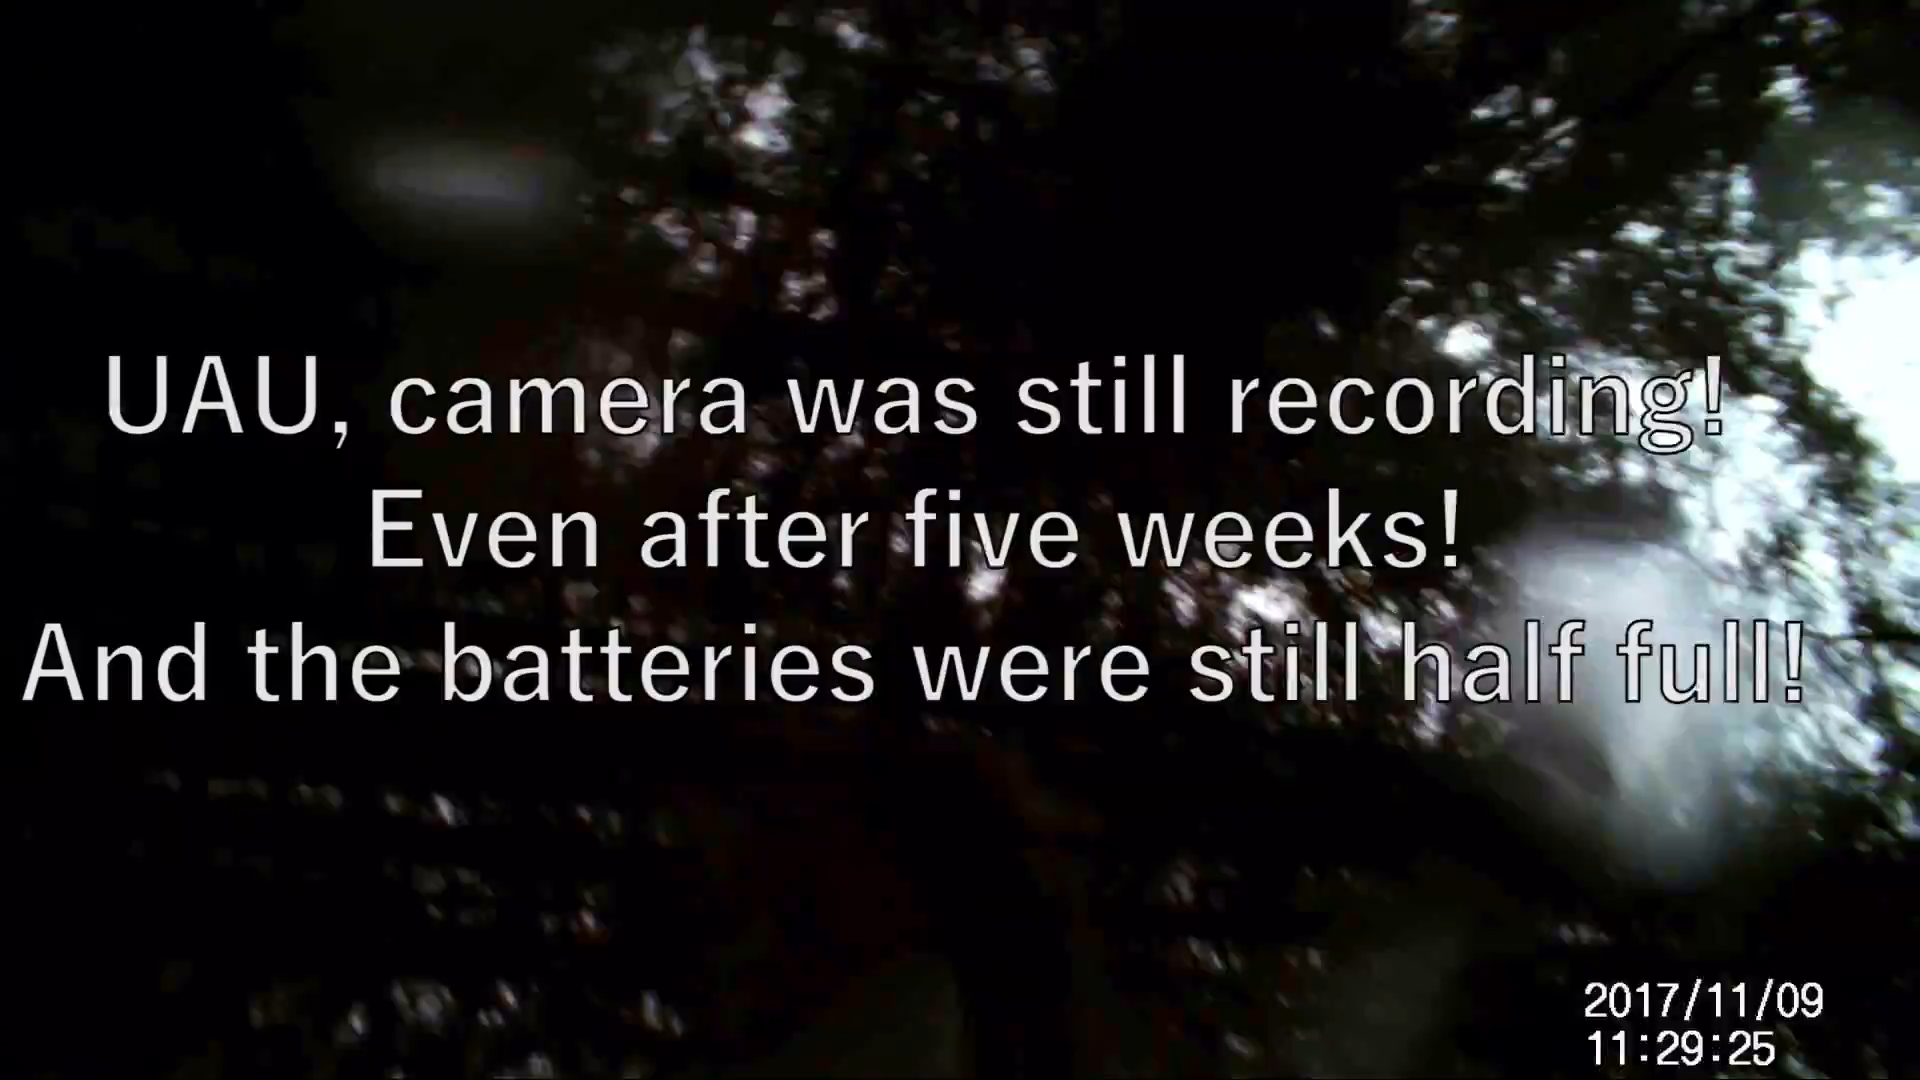 UAU, camera was still recording!
Even after five weeks!
And the batteries were still half full!
2017/11/09
11:29:25